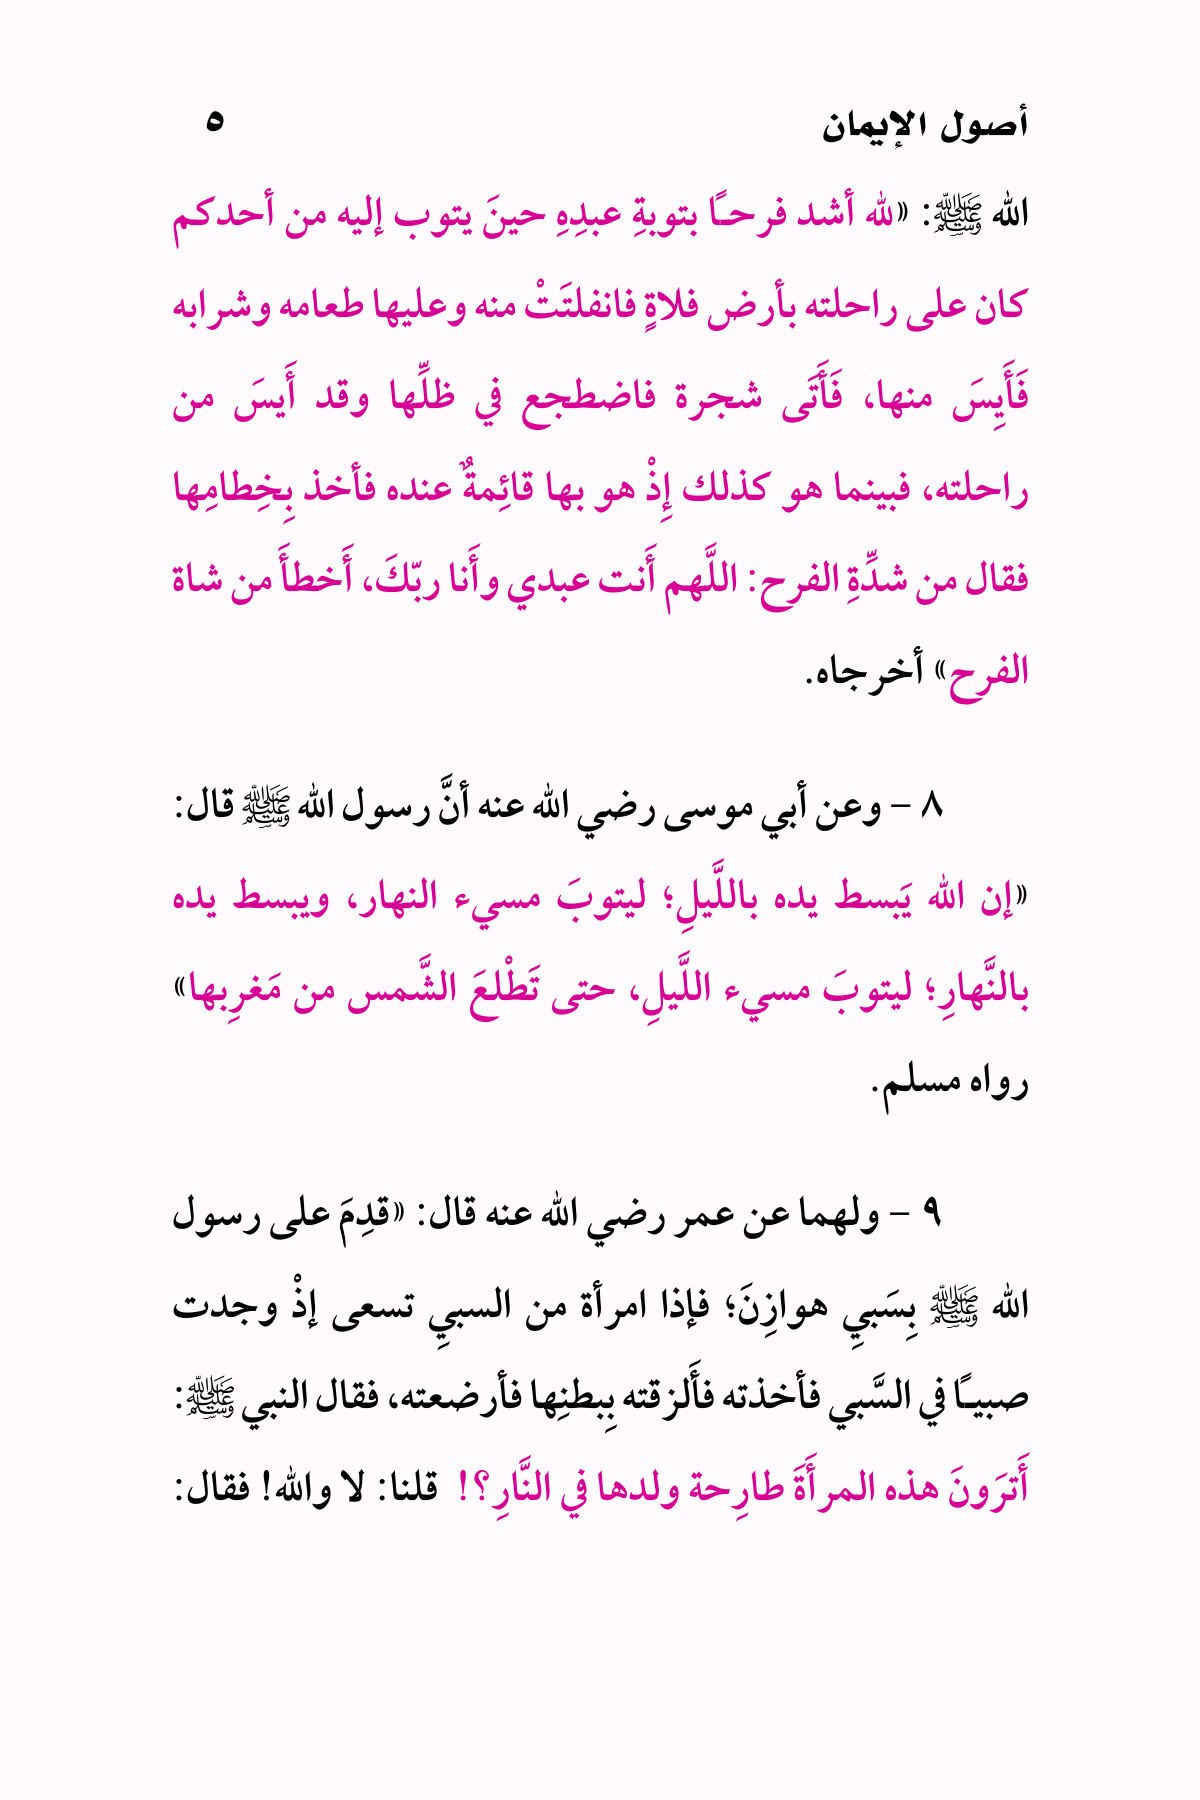 أصول الإيمان ٥
الله ﷺ: «لله أشد فرحًا بتوبةِ عبدِهِ حينَ يتوب إليه من أحدكم
كان على راحلته بأرض فلاةٍ فانفلتَتْ منه وعليها طعامه وشرابه
فَأَيِسَ منها، فَأَتَى شجرة فاضطجع في ظلِّها وقد أَيسَ من
راحلته، فبينما هو كذلك إِذْ هو بها قائِمةٌ عنده فأخذ بِخِطامِها
فقال من شدِّةِ الفرح: اللَّهم أَنت عبدي وأَنا ربّكَ، أَخطأَ من شاة
الفرح» أخرجاه.
٨ – وعن أبي موسى رضي الله عنه أنَّ رسول الله ﷺ قال:
«إن الله يَبسط يده باللَّيلِ؛ ليتوبَ مسيء النهار، ويبسط يده
بالنَّهارِ؛ ليتوبَ مسيء اللَّيلِ، حتى تَطْلعَ الشَّمس من مَغرِبها»
رواه مسلم.
٩ – ولهما عن عمر رضي الله عنه قال: «قدِمَ على رسول
الله ﷺ بِسَبيِ هوازِنَ؛ فإذا امرأة من السبيِ تسعى إذْ وجدت
صبيـًا في السَّبي فأخذته فأَلزقته بِبطنِها فأرضعته، فقال النبي ﷺ:
أَترَونَ هذه المرأَةَ طارِحة ولدها في النَّارِ؟! قلنا: لا والله! فقال: